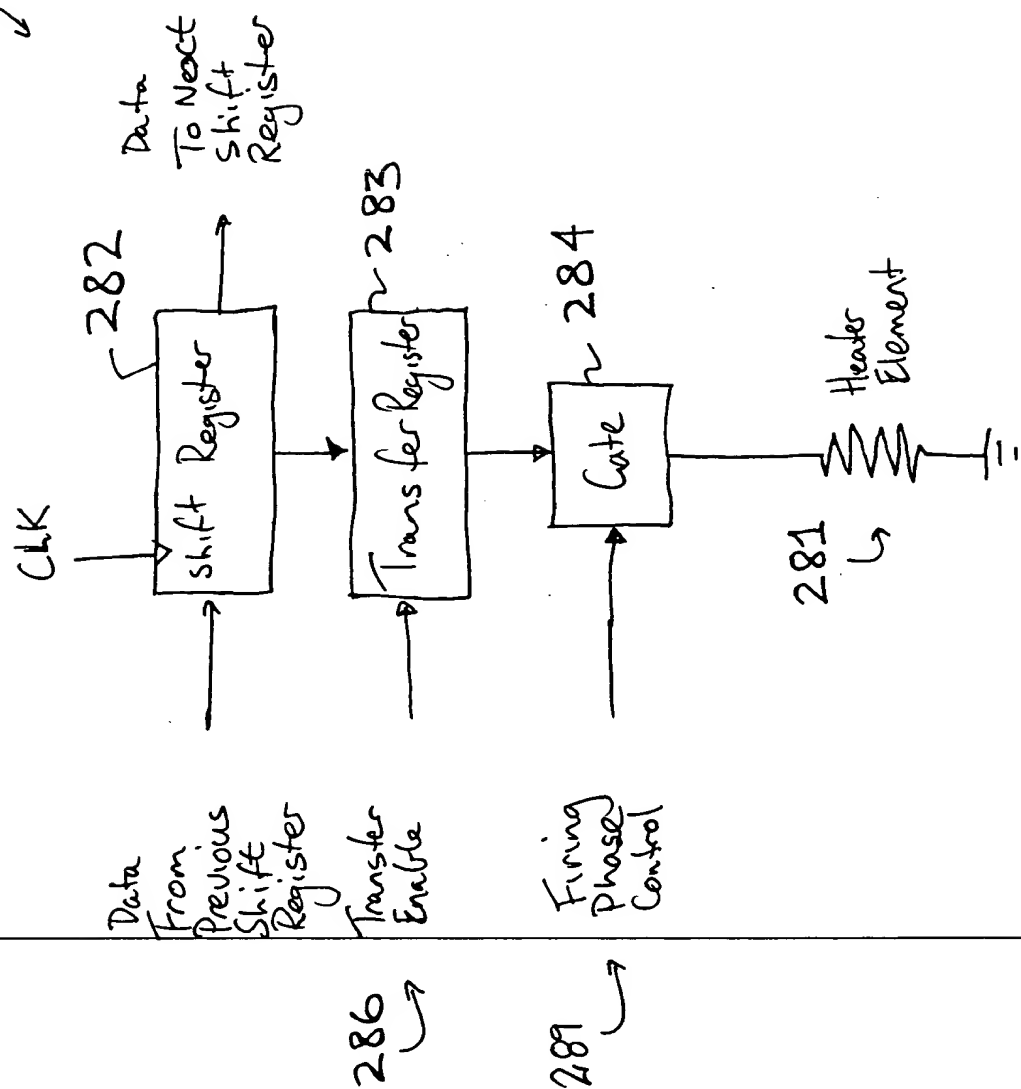 CLK
282
Data
To Next
Shift
Register
Shift Register
Data
From
Previous
Shift
Register
283
Transfer Register
286
Transfer
Enable
284
Gate
289
Firing
Phase
Control
281
Heater
Element